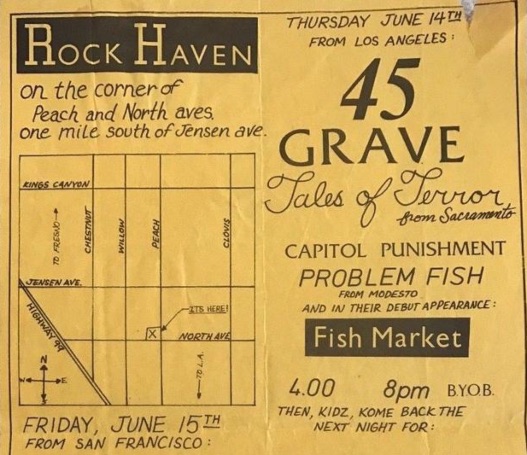 ROCK HAVEN
on the corner of
Peach and North aves.
one mile south of Jensen ave.
KINGS CANYON
TO FRESNO →
CHESTNUT
WILLOW
PEACH
CLOVIS
JENSEN AVE.
HIGHWAY 99
IT'S HERE!
X
NORTH AVE
N
W E
S
TO L.A.
FRIDAY, JUNE 15TH
FROM SAN FRANCISCO:
THURSDAY JUNE 14TH
FROM LOS ANGELES:
45
GRAVE
Tales of Terror
from Sacramento
CAPITOL PUNISHMENT
PROBLEM FISH
FROM MODESTO
AND IN THEIR DEBUT APPEARANCE:
Fish Market
4.00 8pm B.Y.O.B.
THEN, KIDZ, KOME BACK THE
NEXT NIGHT FOR: